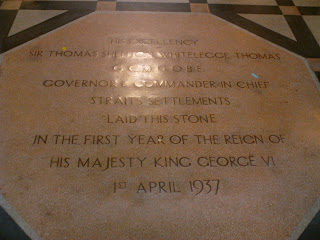 HIS EXCELLENCY
SIR THOMAS SHENTON WHITELEGGE THOMAS
O.B.E.
GOVERNOR & COMMANDER-IN-CHIEF
STRAITS SETTLEMENTS
LAID THIS STONE
IN THE FIRST YEAR OF THE REIGN OF
HIS MAJESTY KING GEORGE VI
1ST APRIL 1937